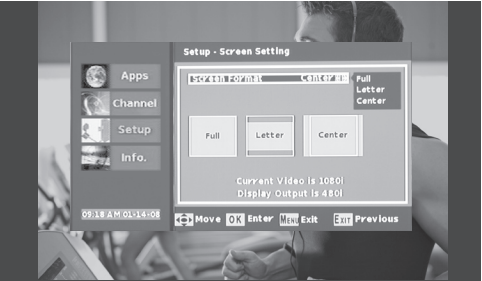 Setup - Screen Setting
Apps
Channel
Setup
Info.
Screen Format Center
Full
Letter
Center
Full Letter Center
Current Video is 1080i
Display Output is 480i
09:18 AM 01-14-08
Move OK Enter MENU Exit EXIT Previous